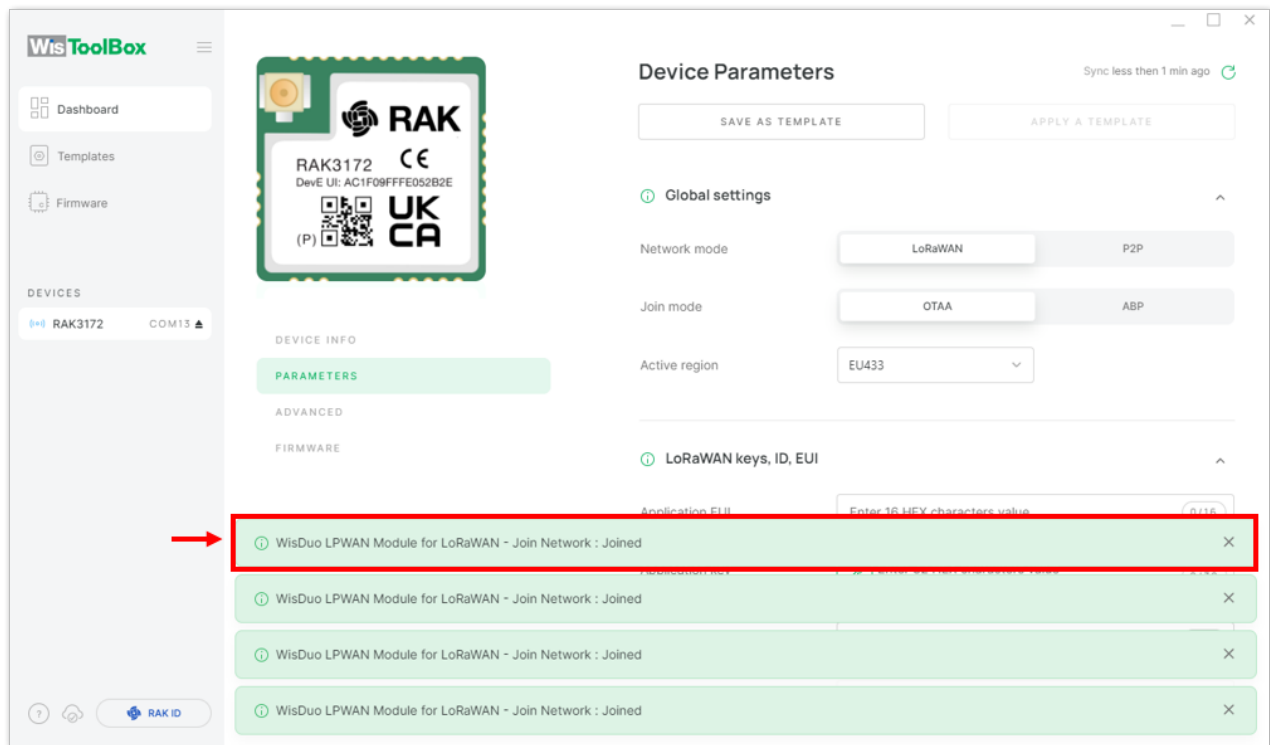 WisToolBox
Dashboard
Templates
Firmware
DEVICES
RAK3172 COM13
RAK ID
RAK
RAK3172
DevE UI: AC1F09FFFE052B2E
CE
UK
CA
(P)
DEVICE INFO
PARAMETERS
ADVANCED
FIRMWARE
Device Parameters
Sync less then 1 min ago
SAVE AS TEMPLATE
APPLY A TEMPLATE
Global settings
Network mode LoRaWAN P2P
Join mode OTAA ABP
Active region EU433
LoRaWAN keys, ID, EUI
Application EUI Enter 16 HEX characters value 0/16
WisDuo LPWAN Module for LoRaWAN - Join Network : Joined
WisDuo LPWAN Module for LoRaWAN - Join Network : Joined
WisDuo LPWAN Module for LoRaWAN - Join Network : Joined
WisDuo LPWAN Module for LoRaWAN - Join Network : Joined